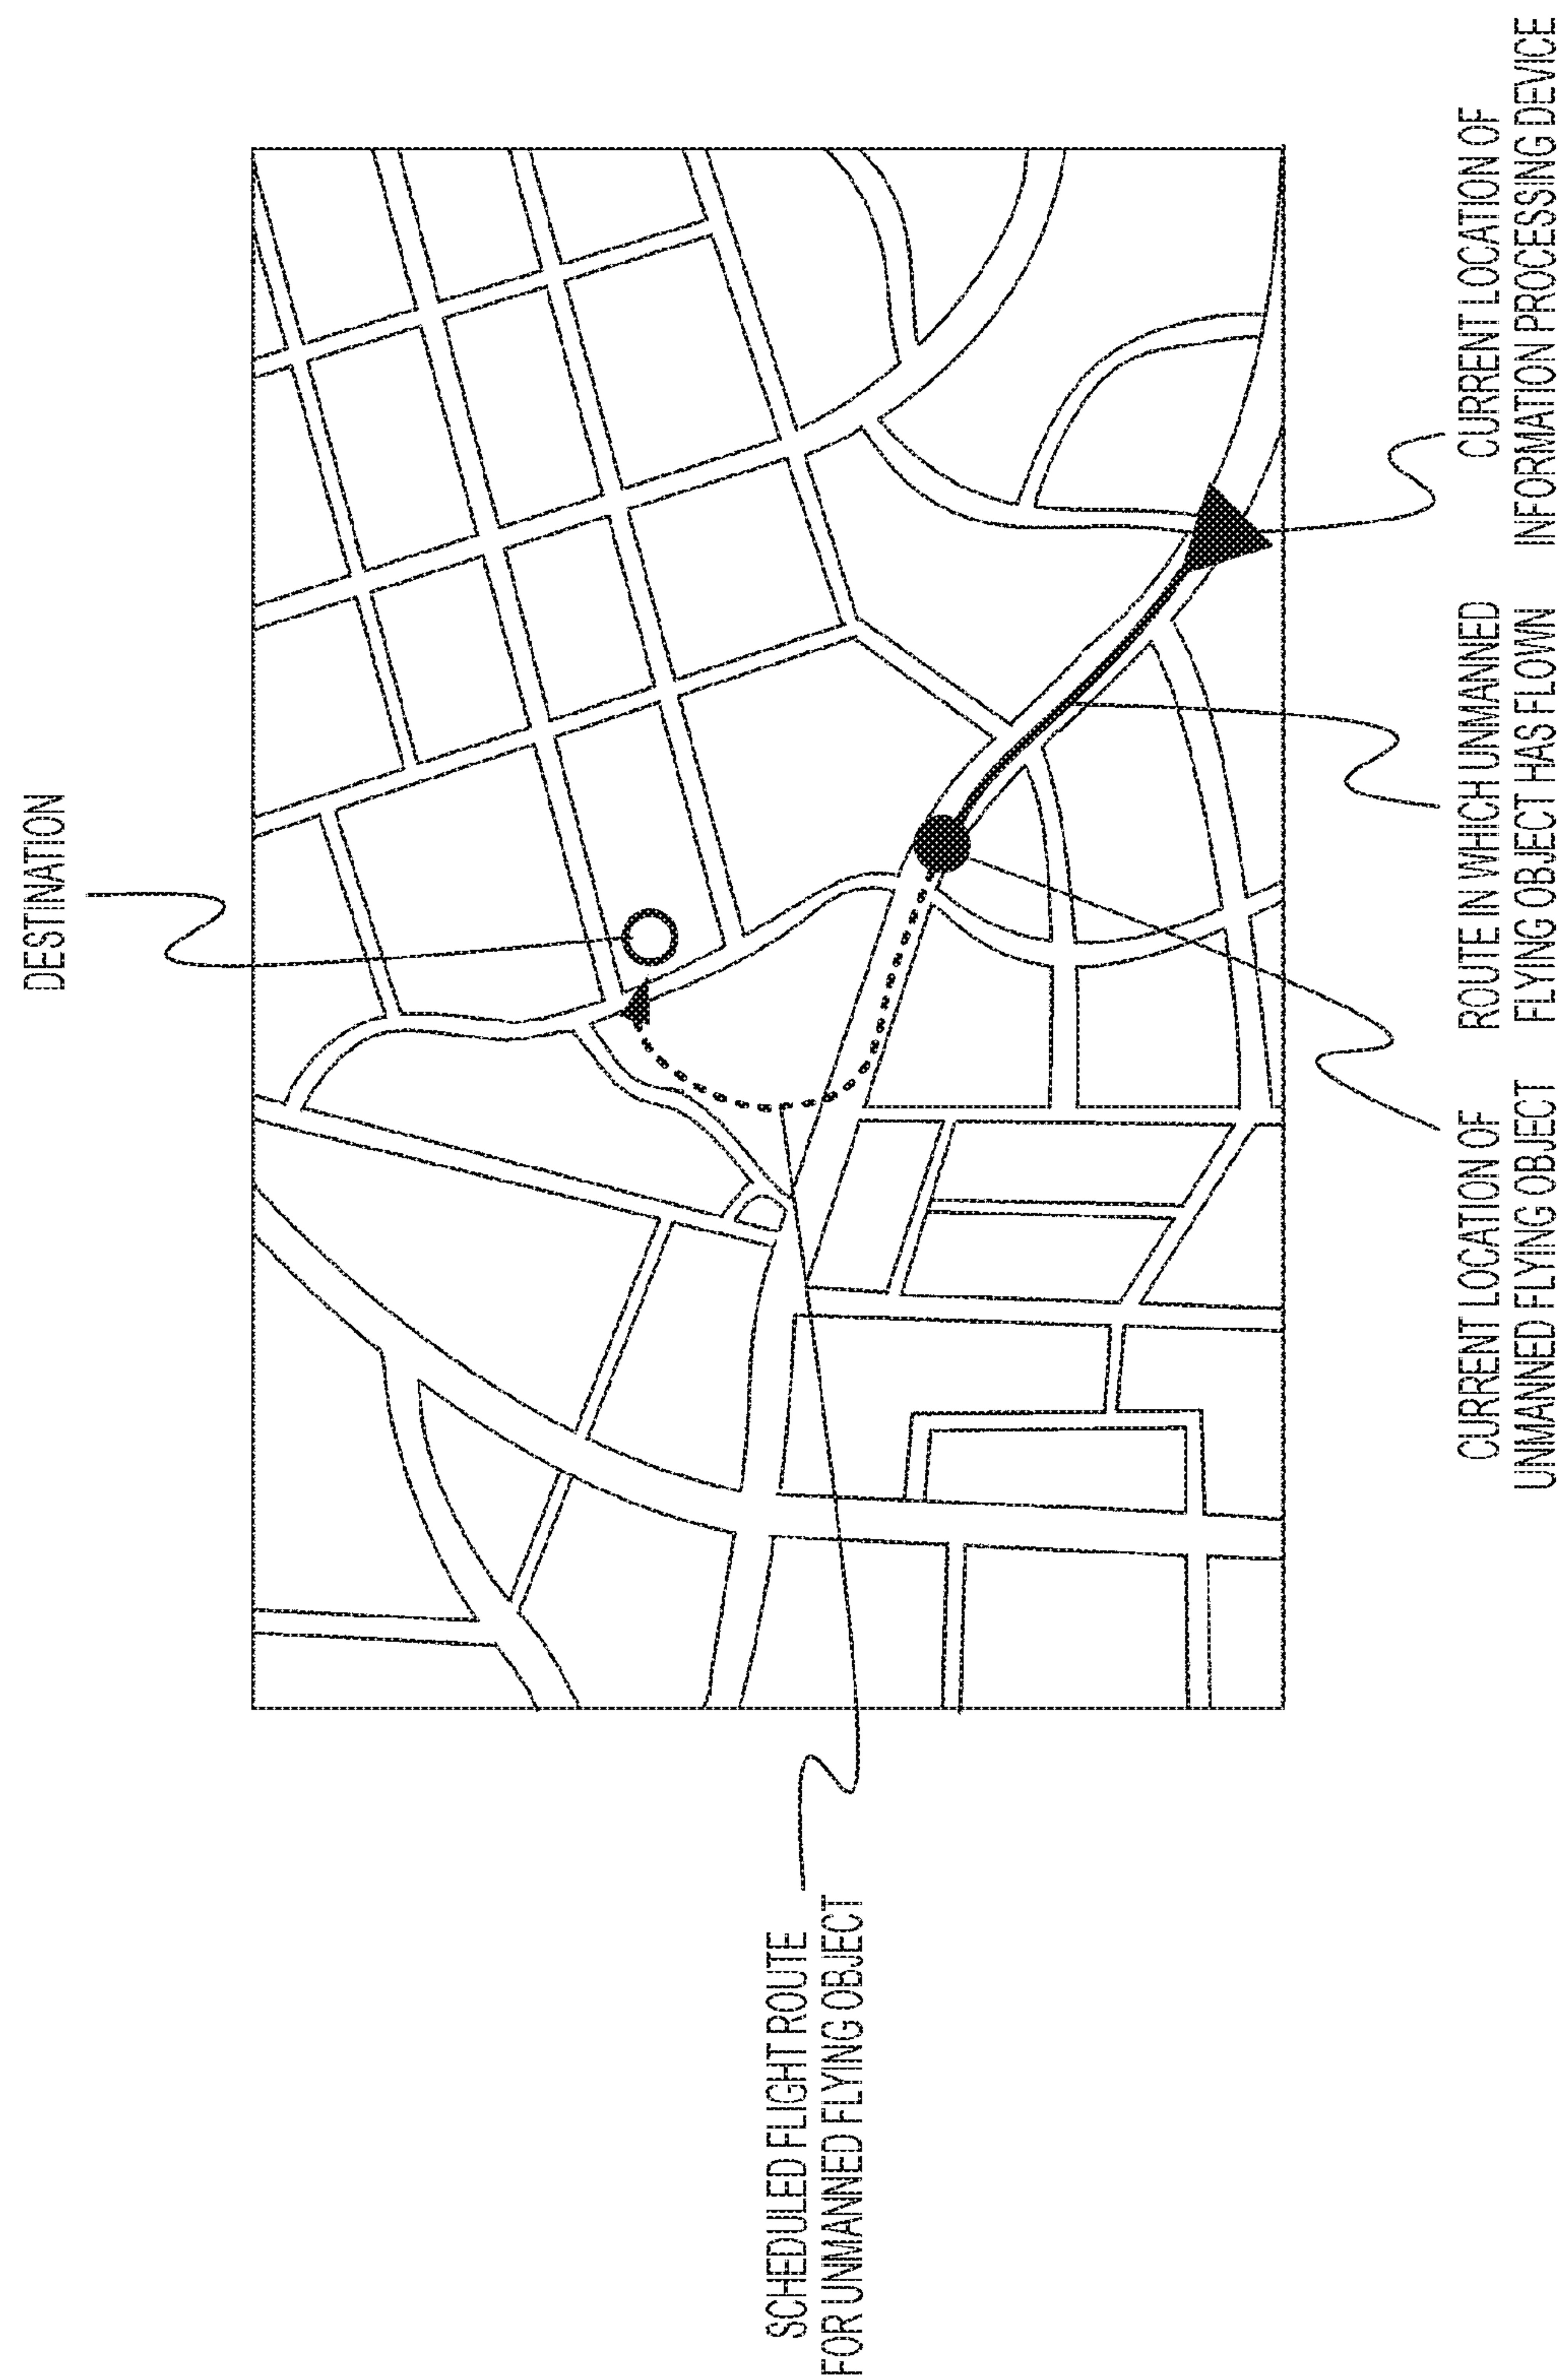 DESTINATION
SCHEDULED FLIGHT ROUTE
FOR UNMANNED FLYING OBJECT
CURRENT LOCATION OF
UNMANNED FLYING OBJECT
ROUTE IN WHICH UNMANNED
FLYING OBJECT HAS FLOWN
CURRENT LOCATION OF
INFORMATION PROCESSING DEVICE